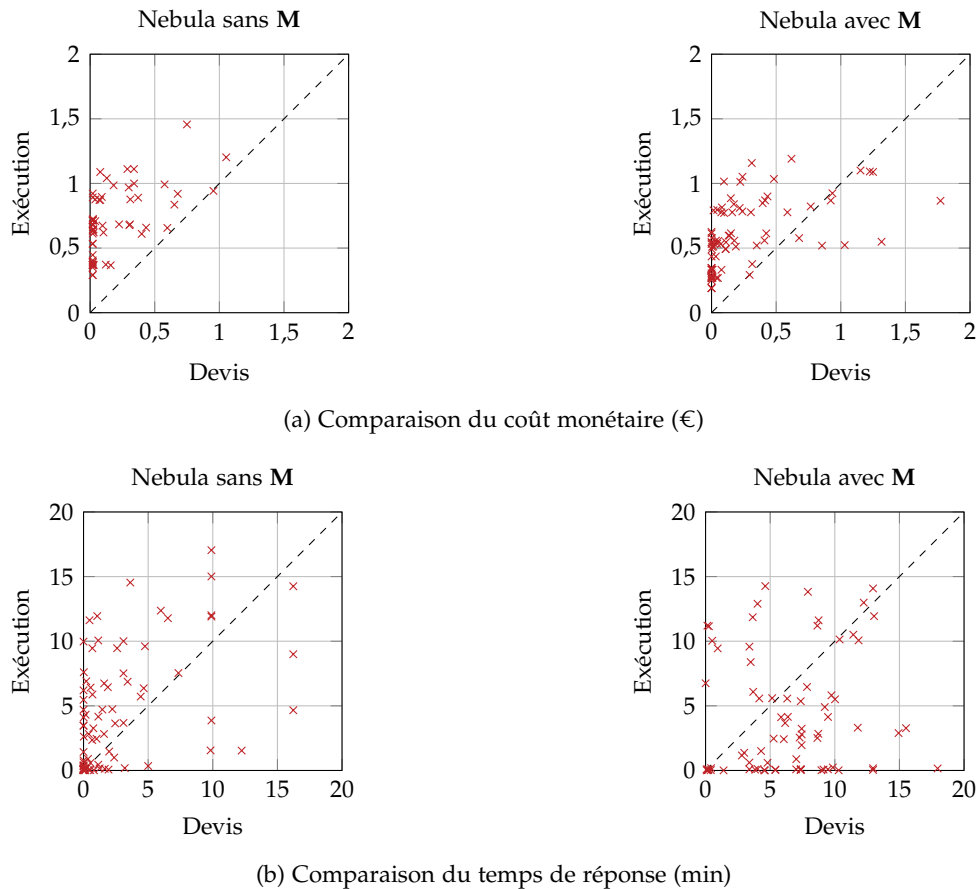 Nebula sans M
Nebula avec M
2
1,5
1
0,5
0
0 0,5 1 1,5 2
Exécution
Devis
2
1,5
1
0,5
0
0 0,5 1 1,5 2
Exécution
Devis
(a) Comparaison du coût monétaire (€)
Nebula sans M
Nebula avec M
20
15
10
5
0
0 5 10 15 20
Exécution
Devis
20
15
10
5
0
0 5 10 15 20
Exécution
Devis
(b) Comparaison du temps de réponse (min)